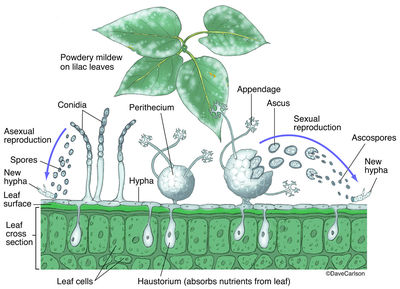 Powdery mildew
on lilac leaves
Conidia
Perithecium
Appendage
Ascus
Sexual
reproduction
Asexual
reproduction
Ascospores
Spores
New
hypha
New
hypha
Hypha
Leaf
surface
Leaf
cross
section
©DaveCarlson
Leaf cells
Haustorium (absorbs nutrients from leaf)